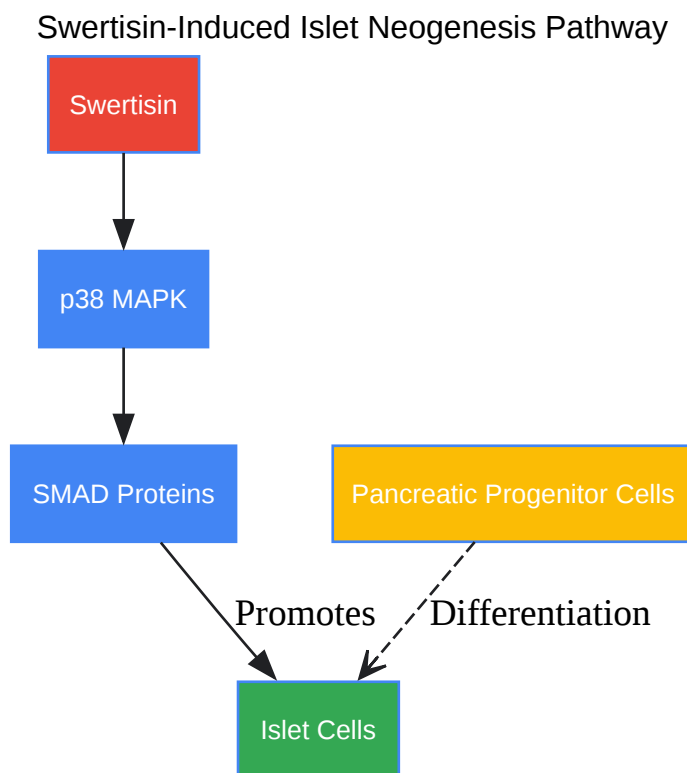 Swertisin-Induced Islet Neogenesis Pathway
Swertisin
p38 MAPK
SMAD Proteins
Pancreatic Progenitor Cells
Promotes
Differentiation
Islet Cells